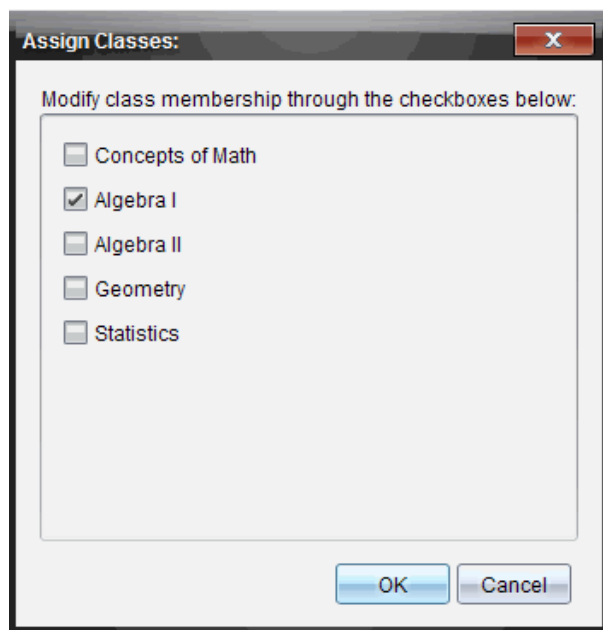 Assign Classes:
Modify class membership through the checkboxes below:
Concepts of Math
Algebra I
Algebra II
Geometry
Statistics
OK
Cancel